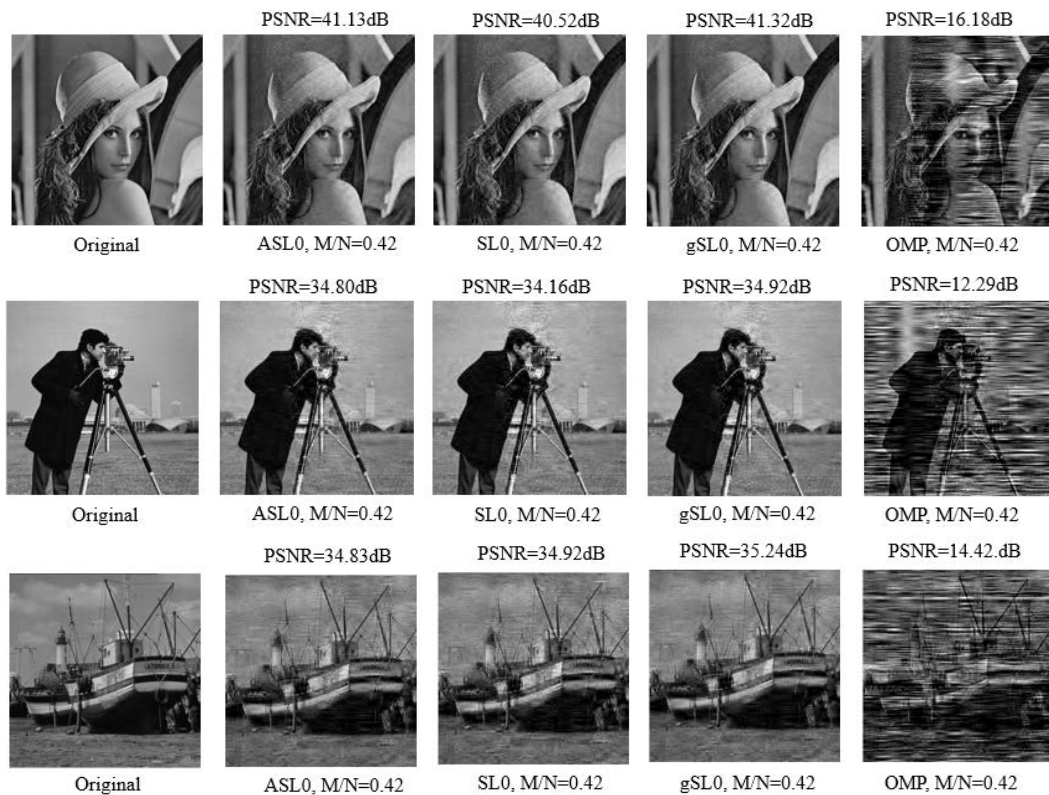 PSNR=41.13dB
PSNR=40.52dB
PSNR=41.32dB
PSNR=16.18dB
Original
ASL0, M/N=0.42
SL0, M/N=0.42
gSL0, M/N=0.42
OMP, M/N=0.42
PSNR=34.80dB
PSNR=34.16dB
PSNR=34.92dB
PSNR=12.29dB
Original
ASL0, M/N=0.42
SL0, M/N=0.42
gSL0, M/N=0.42
OMP, M/N=0.42
PSNR=34.83dB
PSNR=34.92dB
PSNR=35.24dB
PSNR=14.42.dB
Original
ASL0, M/N=0.42
SL0, M/N=0.42
gSL0, M/N=0.42
OMP, M/N=0.42